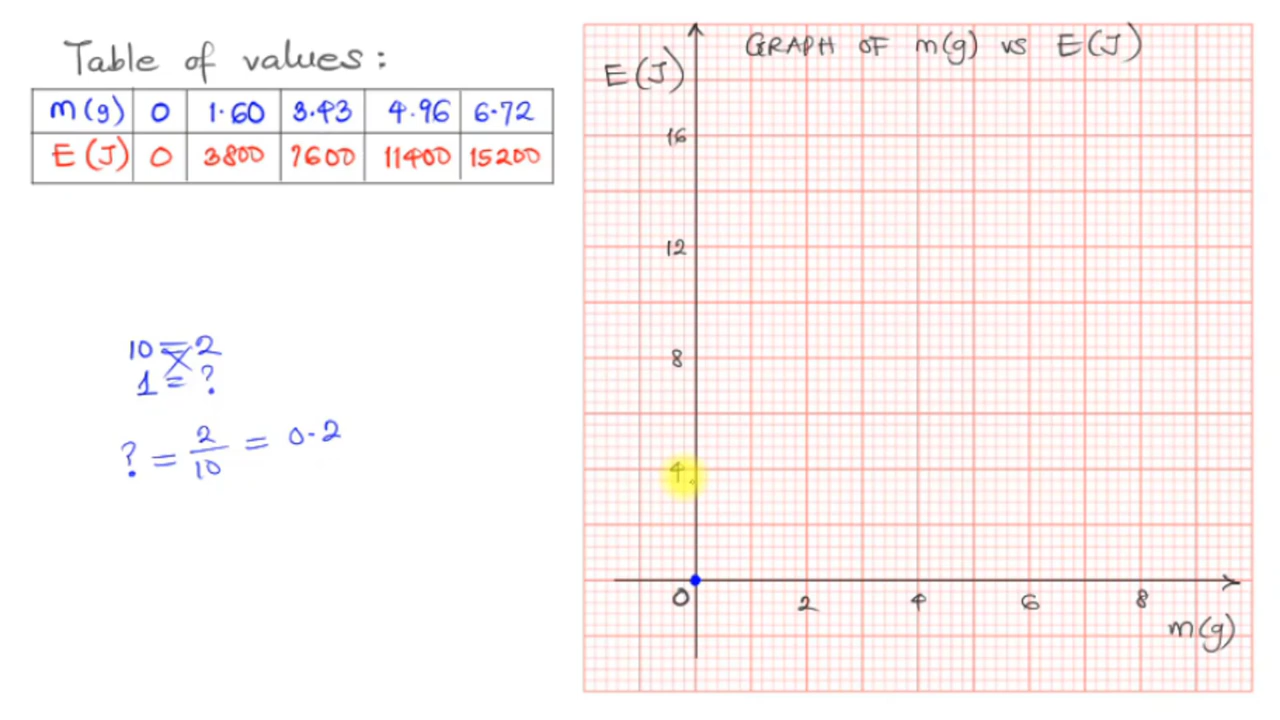 Table of values:
m(g) 0 1.60 3.43 4.96 6.72
E(J) 0 3800 7600 11400 15200
10 = 2
1 = ?
? = 2/10 = 0.2
GRAPH OF m(g) vs E(J)
E(J)
16
12
8
4
0 2 4 6 8
m(g)